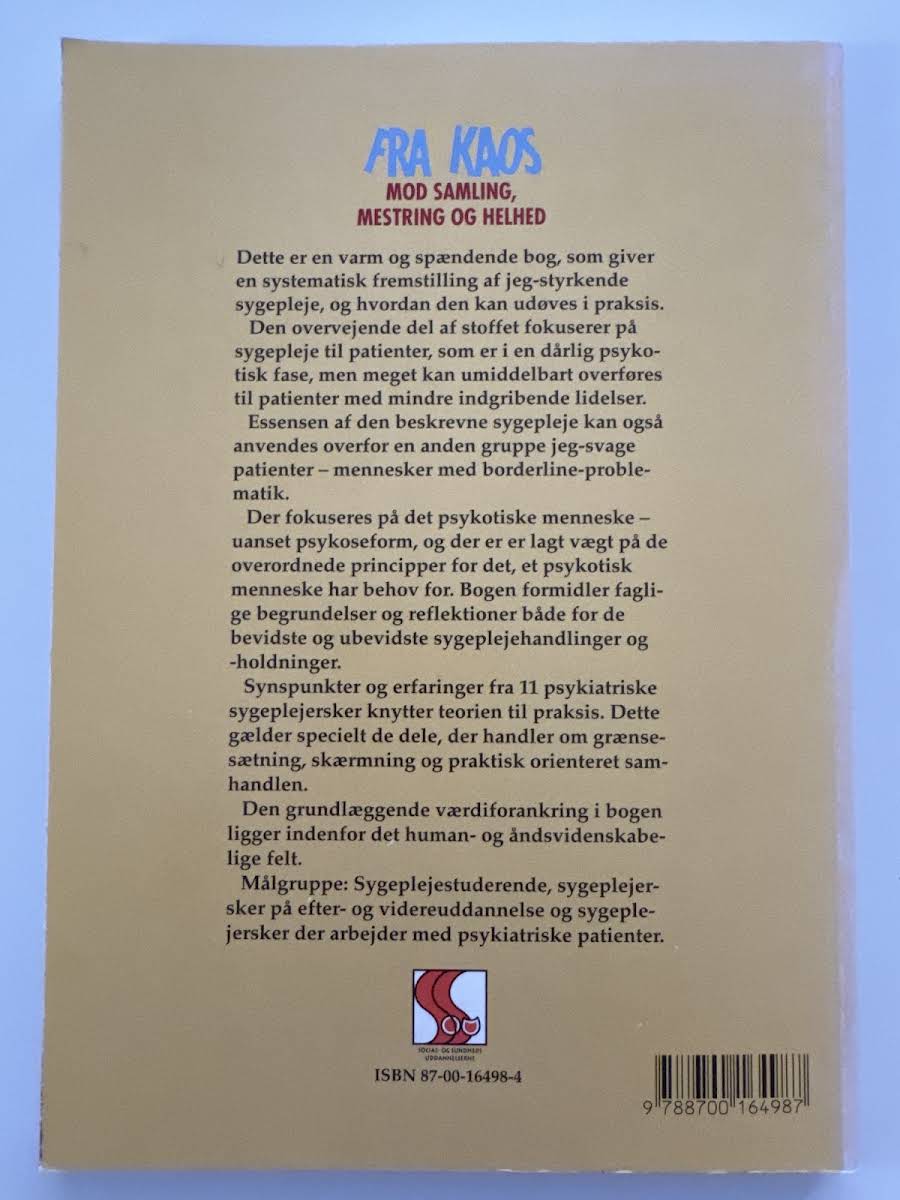 FRA KAOS
MOD SAMLING,
MESTRING OG HELHED
Dette er en varm og spændende bog, som giver
en systematisk fremstilling af jeg-styrkende
sygepleje, og hvordan den kan udøves i praksis.
Den overvejende del af stoffet fokuserer på
sygepleje til patienter, som er i en dårlig psyko-
tisk fase, men meget kan umiddelbart overføres
til patienter med mindre indgribende lidelser.
Essensen af den beskrevne sygepleje kan også
anvendes overfor en anden gruppe jeg-svage
patienter – mennesker med borderline-proble-
matik.
Der fokuseres på det psykotiske menneske –
uanset psykoseform, og der er er lagt vægt på de
overordnede principper for det, et psykotisk
menneske har behov for. Bogen formidler fagli-
ge begrundelser og reflektioner både for de
bevidste og ubevidste sygeplejehandlinger og
-holdninger.
Synspunkter og erfaringer fra 11 psykiatriske
sygeplejersker knytter teorien til praksis. Dette
gælder specielt de dele, der handler om grænse-
sætning, skærmning og praktisk orienteret sam-
handlen.
Den grundlæggende værdiforankring i bogen
ligger indenfor det human- og åndsvidenskabe-
lige felt.
Målgruppe: Sygeplejestuderende, sygeplejer-
sker på efter- og videreuddannelse og sygeple-
jersker der arbejder med psykiatriske patienter.
SOCIAL- OG SUNDHEDS
UDDANNELSERNE
ISBN 87-00-16498-4
9 788700 164987